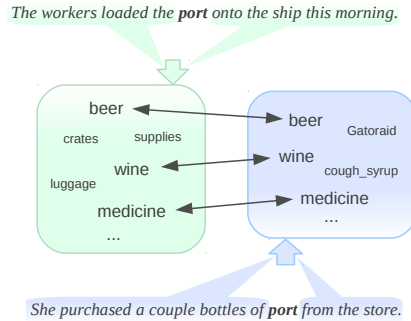 The workers loaded the port onto the ship this morning.
beer
crates
supplies
wine
luggage
medicine
...
beer
Gatoraid
wine
cough_syrup
medicine
...
She purchased a couple bottles of port from the store.